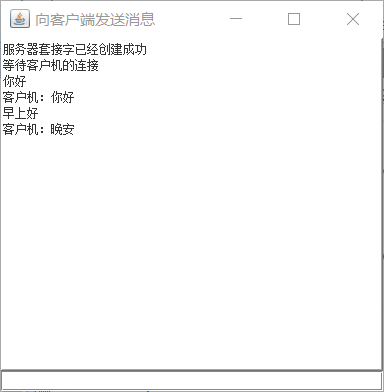 向客户端发送消息
服务器套接字已经创建成功
等待客户机的连接
你好
客户机：你好
早上好
客户机：晚安